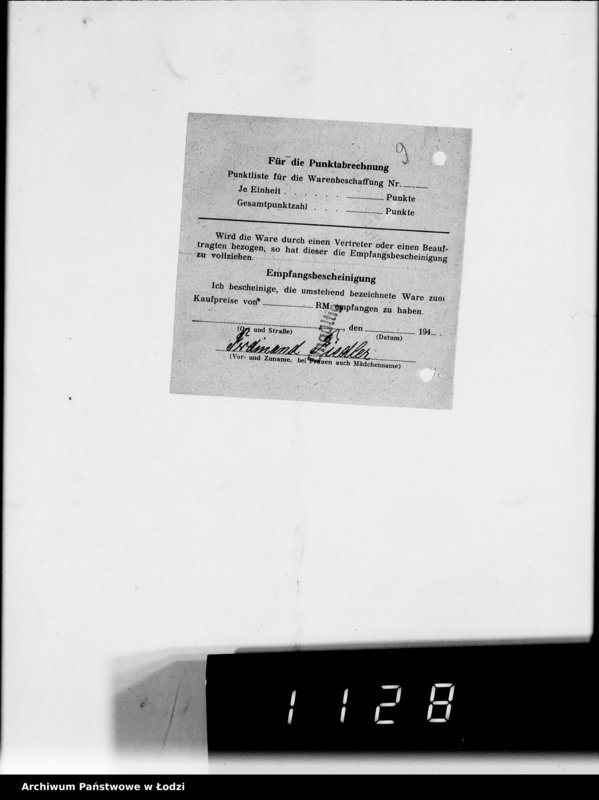 9
Für die Punktabrechnung
Punktliste für die Warenbeschaffung Nr.
Je Einheit . . . . . . Punkte
Gesamtpunktzahl . . . Punkte
Wird die Ware durch einen Vertreter oder einen Beauf-
tragten bezogen, so hat dieser die Empfangsbescheinigung
zu vollziehen.
Empfangsbescheinigung
Ich bescheinige, die umstehend bezeichnete Ware zum
Kaufpreise von RM empfangen zu haben.
, den 194
(Ort und Straße) (Datum)
Ferdinand Fiedler
(Vor- und Zuname, bei Frauen auch Mädchenname)
1128
Archiwum Państwowe w Łodzi